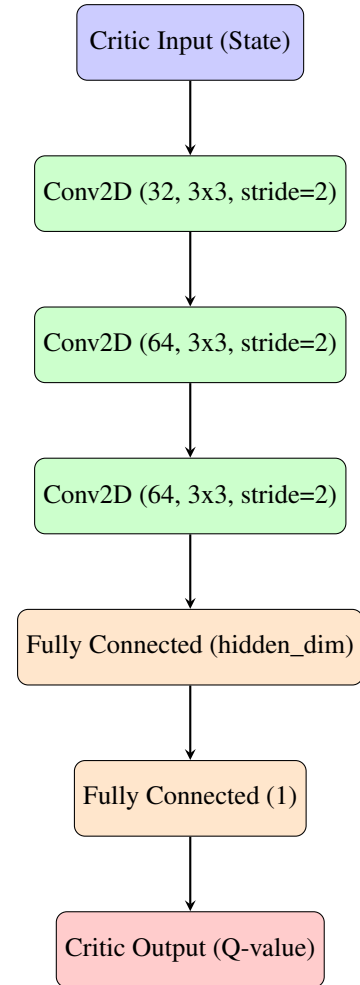 Critic Input (State)
Conv2D (32, 3x3, stride=2)
Conv2D (64, 3x3, stride=2)
Conv2D (64, 3x3, stride=2)
Fully Connected (hidden_dim)
Fully Connected (1)
Critic Output (Q-value)